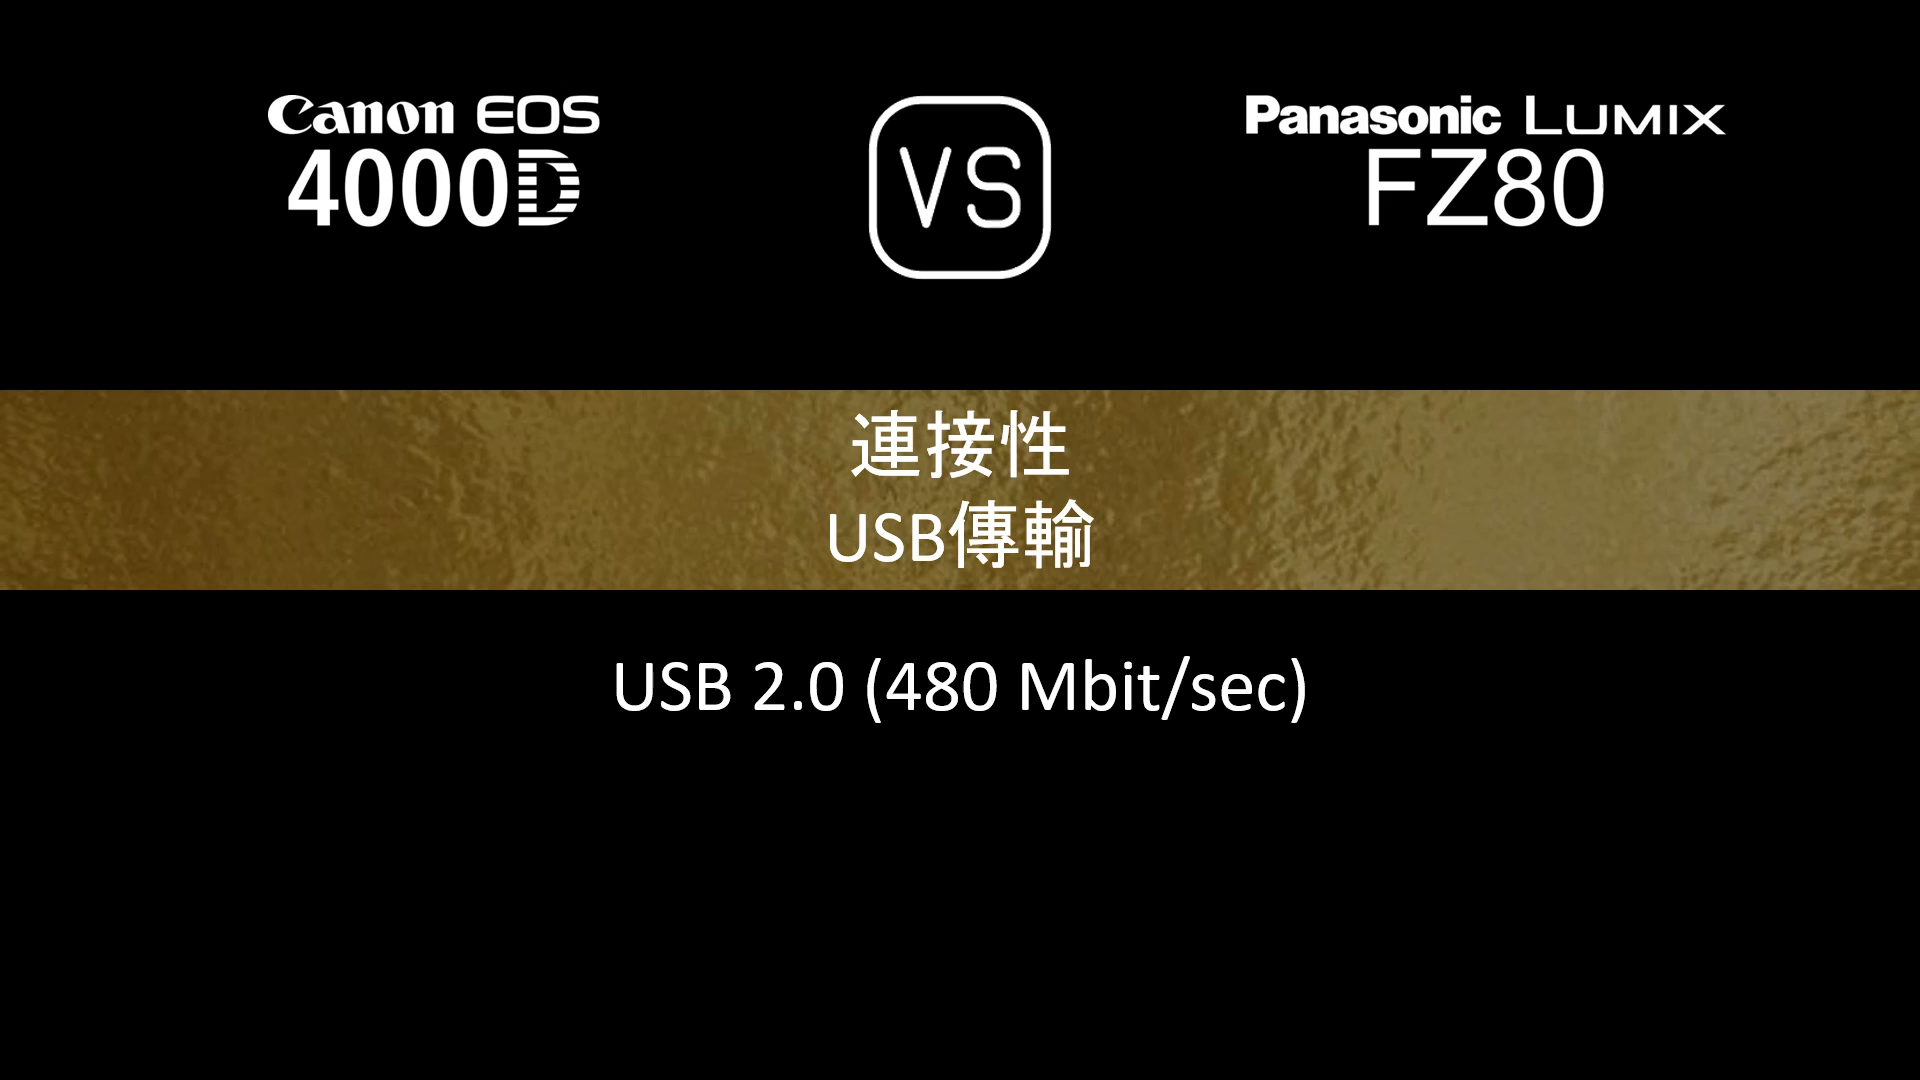 Canon EOS
4000D
VS
Panasonic LUMIX
FZ80
連接性
USB傳輸
USB 2.0 (480 Mbit/sec)